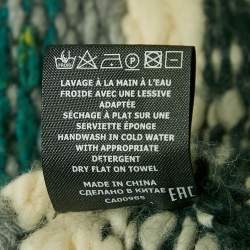 LAVAGE À LA MAIN À L'EAU
FROIDE AVEC UNE LESSIVE
ADAPTÉE
SÉCHAGE À PLAT SUR UNE
SERVIETTE ÉPONGE
HANDWASH IN COLD WATER
WITH APPROPRIATE
DETERGENT
DRY FLAT ON TOWEL
MADE IN CHINA
СДЕЛАНО В КИТАЕ
CA00965
EAC